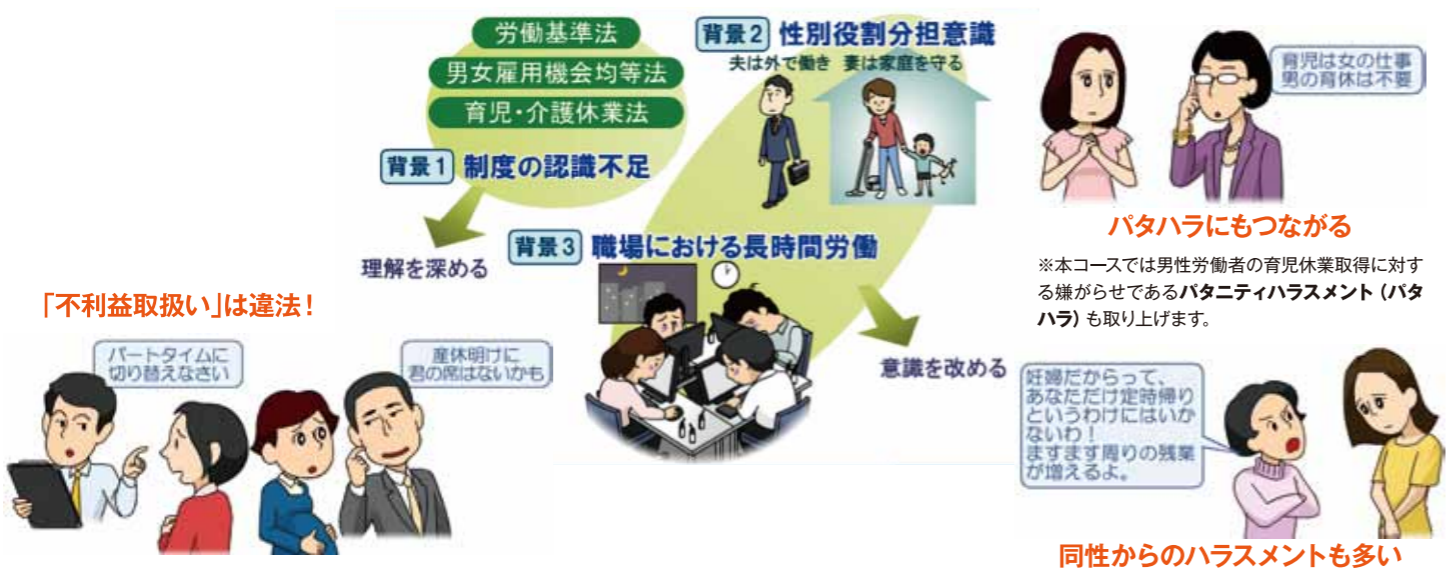 労働基準法
男女雇用機会均等法
育児・介護休業法
背景1 制度の認識不足
理解を深める
背景2 性別役割分担意識
夫は外で働き 妻は家庭を守る
背景3 職場における長時間労働
意識を改める
「不利益取扱い」は違法！
パートタイムに
切り替えなさい
産休明けに
君の席はないかも
育児は女の仕事
男の育休は不要
パタハラにもつながる
※本コースでは男性労働者の育児休業取得に対す
る嫌がらせであるパタニティハラスメント（パタ
ハラ）も取り上げます。
妊婦だからって、
あなただけ定時帰り
というわけにはいか
ないわ！
ますます周りの残業
が増えるよ。
同性からのハラスメントも多い